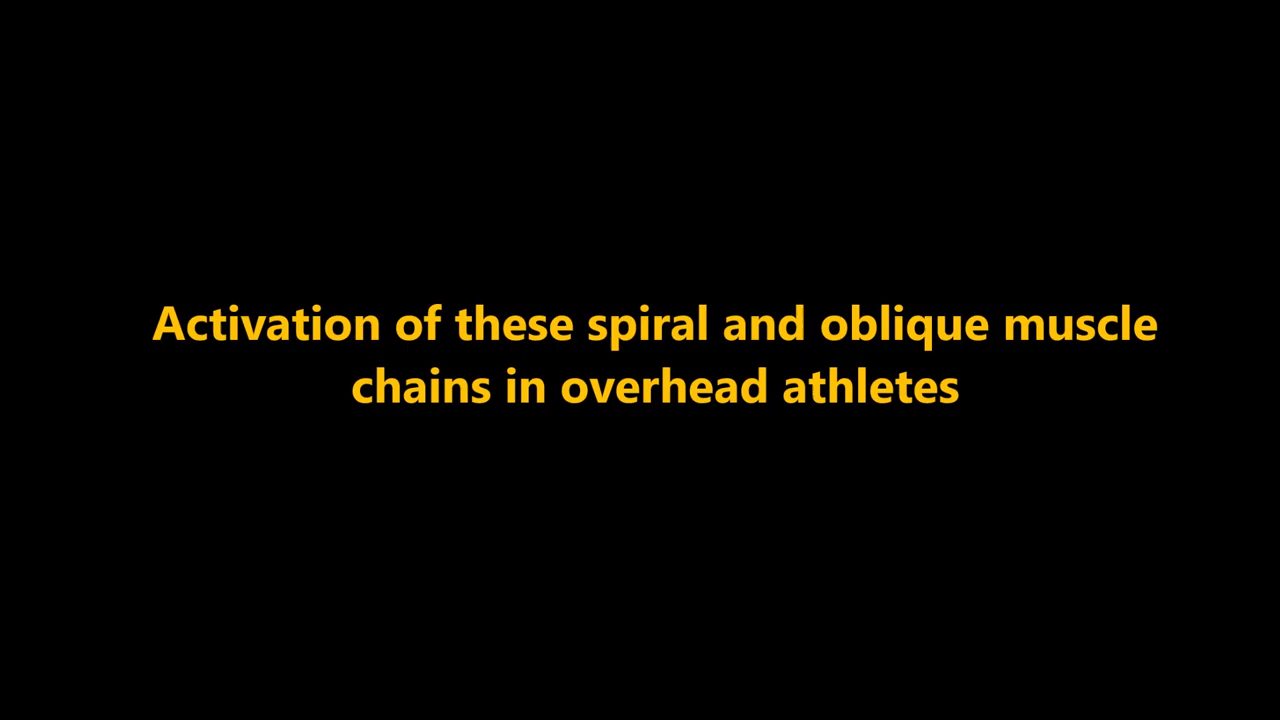 Activation of these spiral and oblique muscle
chains in overhead athletes